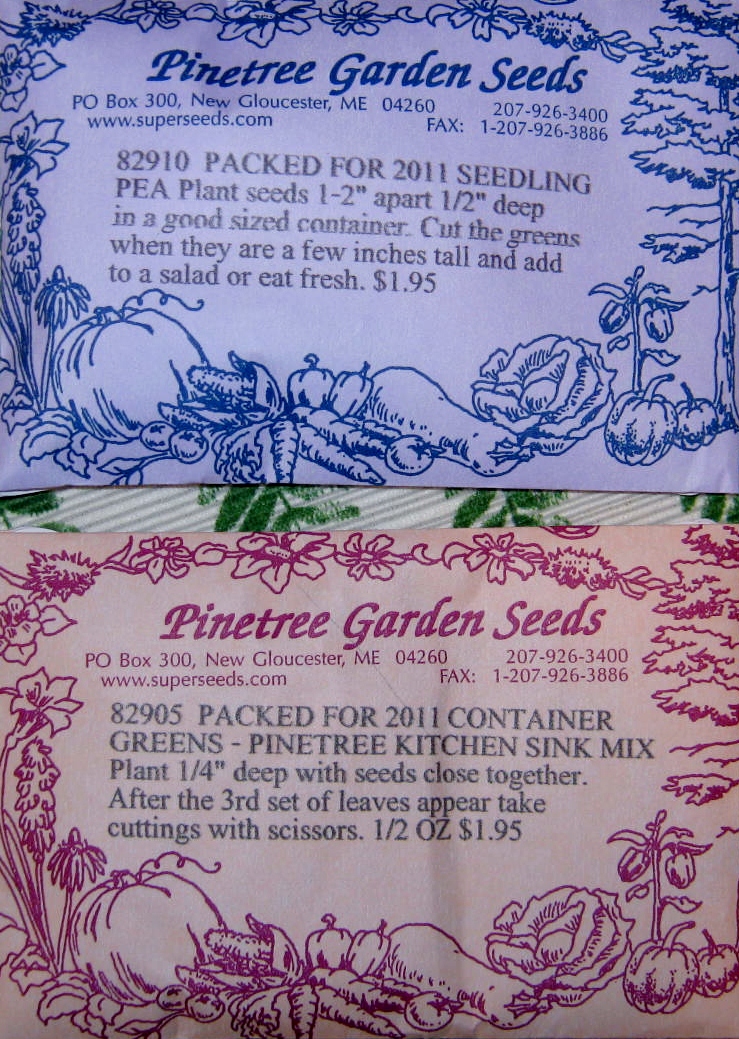 Pinetree Garden Seeds
PO Box 300, New Gloucester, ME 04260 207-926-3400
www.superseeds.com FAX: 1-207-926-3886
82910 PACKED FOR 2011 SEEDLING
PEA Plant seeds 1-2" apart 1/2" deep
in a good sized container. Cut the greens
when they are a few inches tall and add
to a salad or eat fresh. $1.95
Pinetree Garden Seeds
PO Box 300, New Gloucester, ME 04260 207-926-3400
www.superseeds.com FAX: 1-207-926-3886
82905 PACKED FOR 2011 CONTAINER
GREENS - PINETREE KITCHEN SINK MIX
Plant 1/4" deep with seeds close together.
After the 3rd set of leaves appear take
cuttings with scissors. 1/2 OZ $1.95